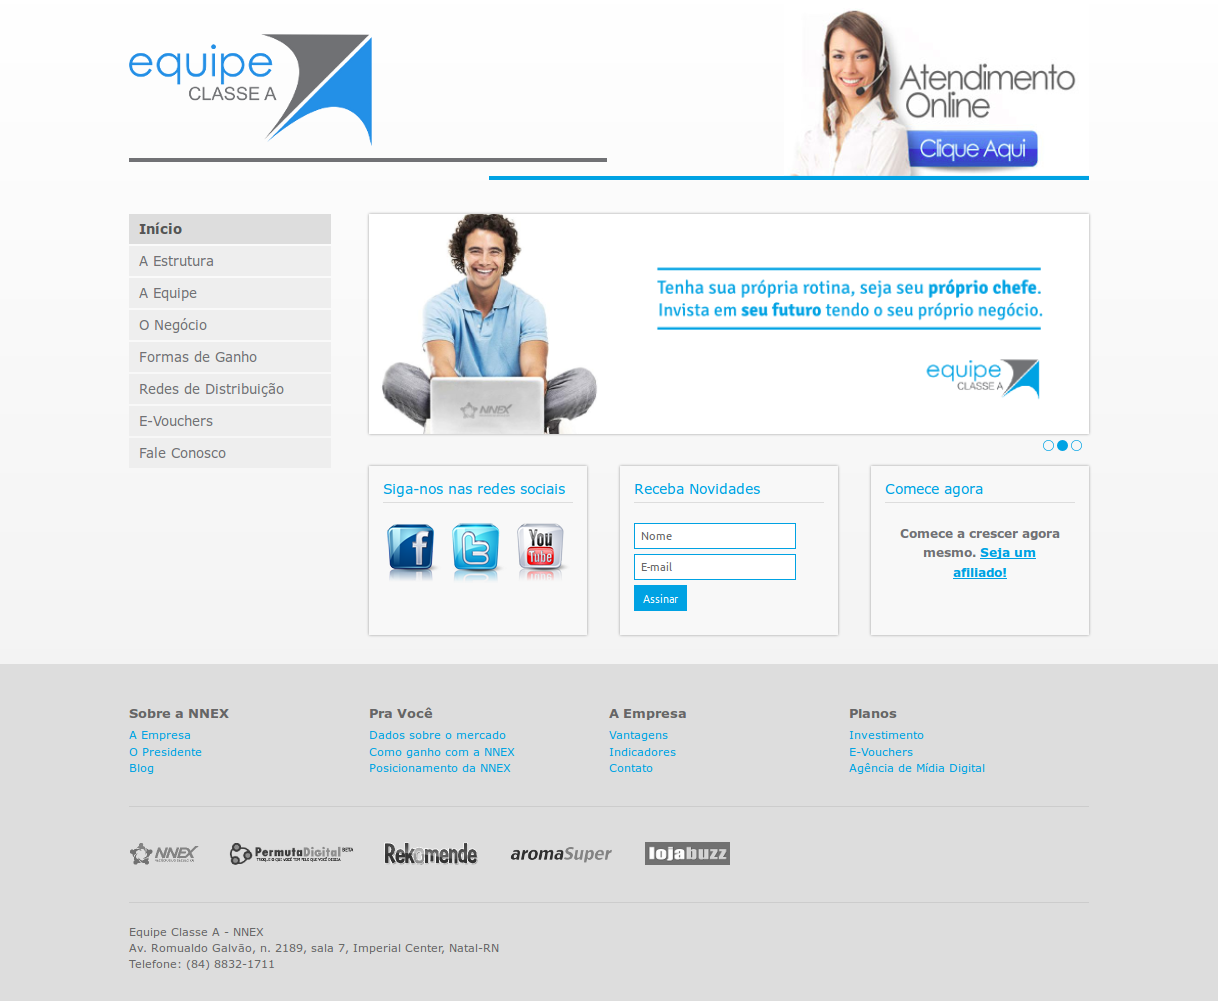 equipe
CLASSE A
Atendimento
Online
Clique Aqui
Início
A Estrutura
A Equipe
O Negócio
Formas de Ganho
Redes de Distribuição
E-Vouchers
Fale Conosco
Tenha sua própria rotina, seja seu próprio chefe.
Invista em seu futuro tendo o seu próprio negócio.
equipe
CLASSE A
NNEX
Siga-nos nas redes sociais
You
Tube
Receba Novidades
Nome
E-mail
Assinar
Comece agora
Comece a crescer agora
mesmo. Seja um
afiliado!
Sobre a NNEX
A Empresa
O Presidente
Blog
Pra Você
Dados sobre o mercado
Como ganho com a NNEX
Posicionamento da NNEX
A Empresa
Vantagens
Indicadores
Contato
Planos
Investimento
E-Vouchers
Agência de Mídia Digital
NNEX
PermutaDigital BETA
Rekomende
aromaSuper
lojabuzz
Equipe Classe A - NNEX
Av. Romualdo Galvão, n. 2189, sala 7, Imperial Center, Natal-RN
Telefone: (84) 8832-1711